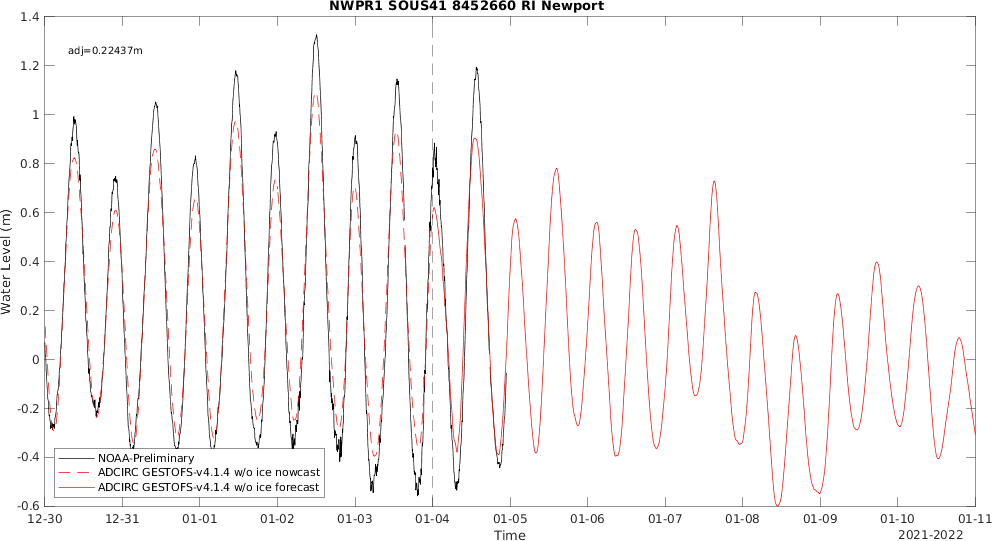 NWPR1 SOUS41 8452660 RI Newport
adj=0.22437m
Water Level (m)
1.4
1.2
1
0.8
0.6
0.4
0.2
0
-0.2
-0.4
-0.6
NOAA-Preliminary
ADCIRC GESTOFS-v4.1.4 w/o ice nowcast
ADCIRC GESTOFS-v4.1.4 w/o ice forecast
12-30 12-31 01-01 01-02 01-03 01-04 01-05 01-06 01-07 01-08 01-09 01-10 01-11
Time
2021-2022